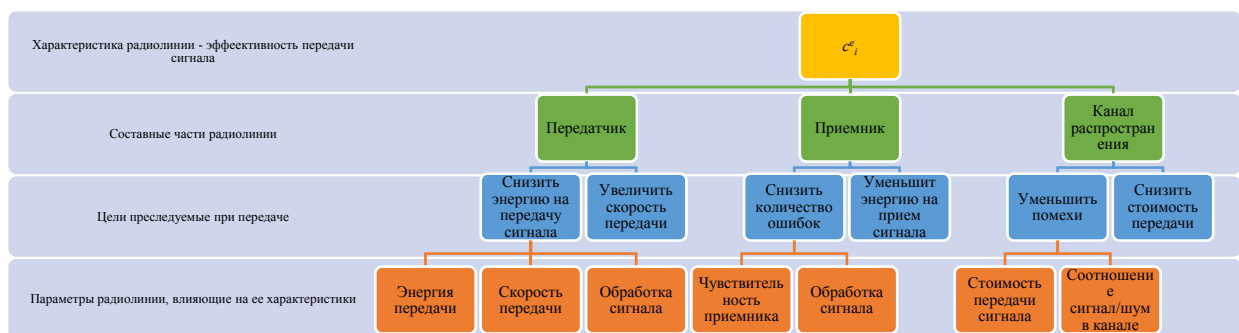 Характеристика радиолинии - эффективность передачи
сигнала
c^e_i
Составные части радиолинии
Передатчик
Приемник
Канал
распростран
ения
Цели преследуемые при передаче
Снизить
энергию на
передачу
сигнала
Увеличить
скорость
передачи
Снизить
количество
ошибок
Уменьшит
энергию на
прием
сигнала
Уменьшить
помехи
Снизить
стоимость
передачи
Параметры радиолинии, влияющие на ее характеристики
Энергия
передачи
Скорость
передачи
Обработка
сигнала
Чувствитель
ность
приемника
Обработка
сигнала
Стоимость
передачи
сигнала
Соотношени
е
сигнал/шум
в канале